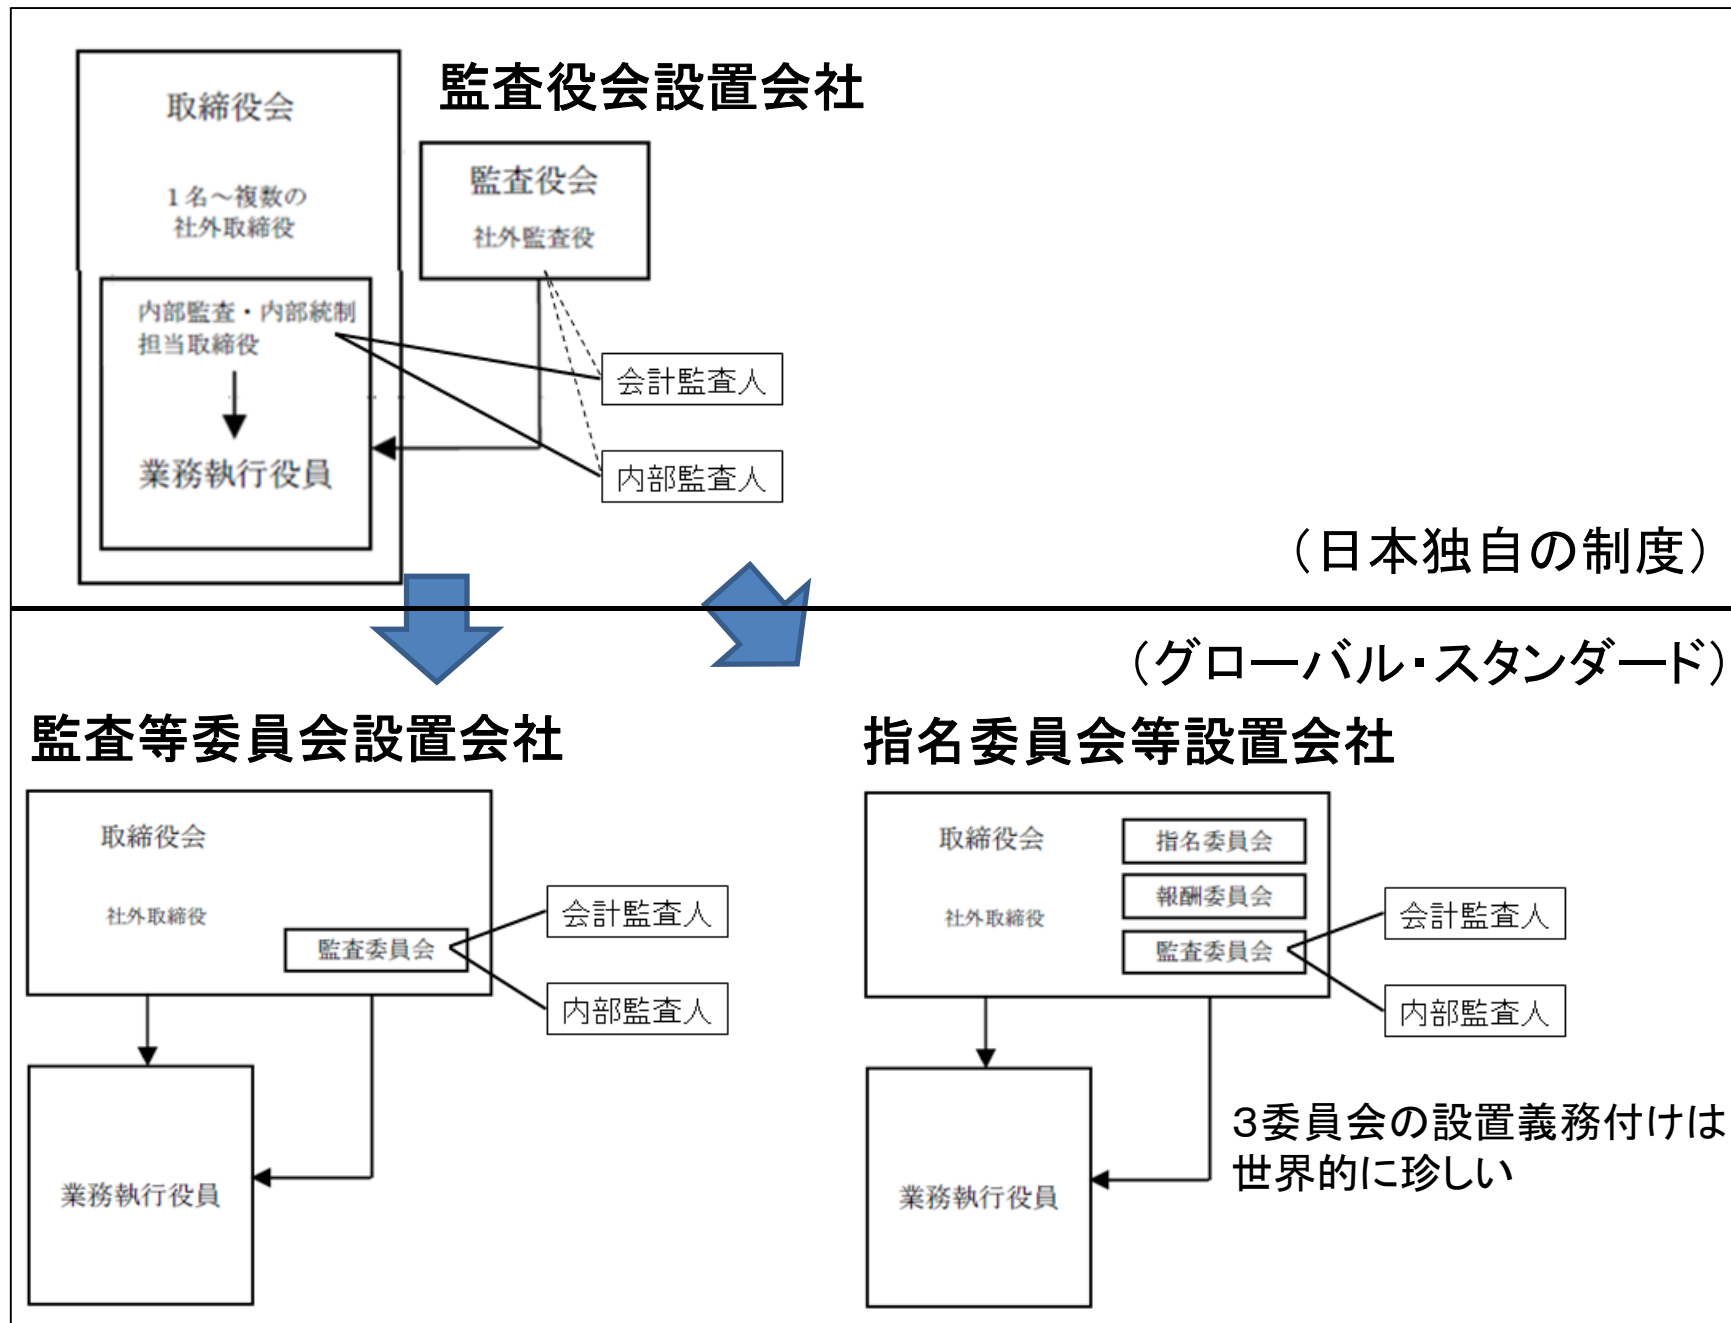 監査役会設置会社
取締役会
1名～複数の
社外取締役
監査役会
社外監査役
内部監査・内部統制
担当取締役
業務執行役員
会計監査人
内部監査人
（日本独自の制度）
（グローバル・スタンダード）
監査等委員会設置会社
取締役会
社外取締役
監査委員会
会計監査人
内部監査人
業務執行役員
指名委員会等設置会社
取締役会
社外取締役
指名委員会
報酬委員会
監査委員会
会計監査人
内部監査人
業務執行役員
３委員会の設置義務付けは
世界的に珍しい